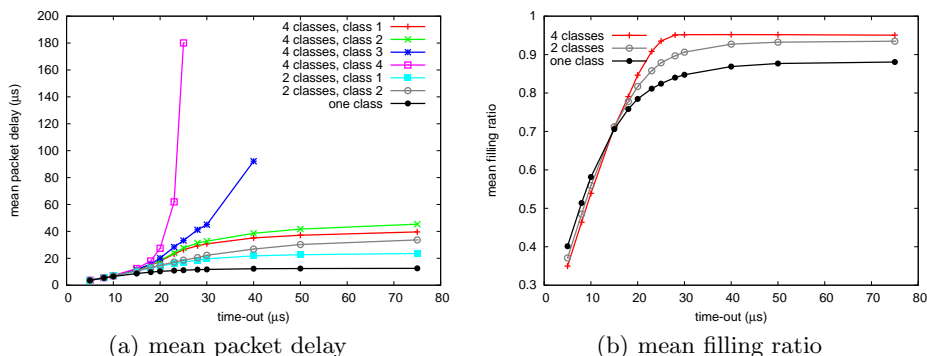 200
180
160
140
120
100
80
60
40
20
0
mean packet delay (µs)
0 10 20 30 40 50 60 70 80
time-out (µs)
4 classes, class 1
4 classes, class 2
4 classes, class 3
4 classes, class 4
2 classes, class 1
2 classes, class 2
one class
(a) mean packet delay
1
0.9
0.8
0.7
0.6
0.5
0.4
0.3
mean filling ratio
0 10 20 30 40 50 60 70 80
time-out (µs)
4 classes
2 classes
one class
(b) mean filling ratio